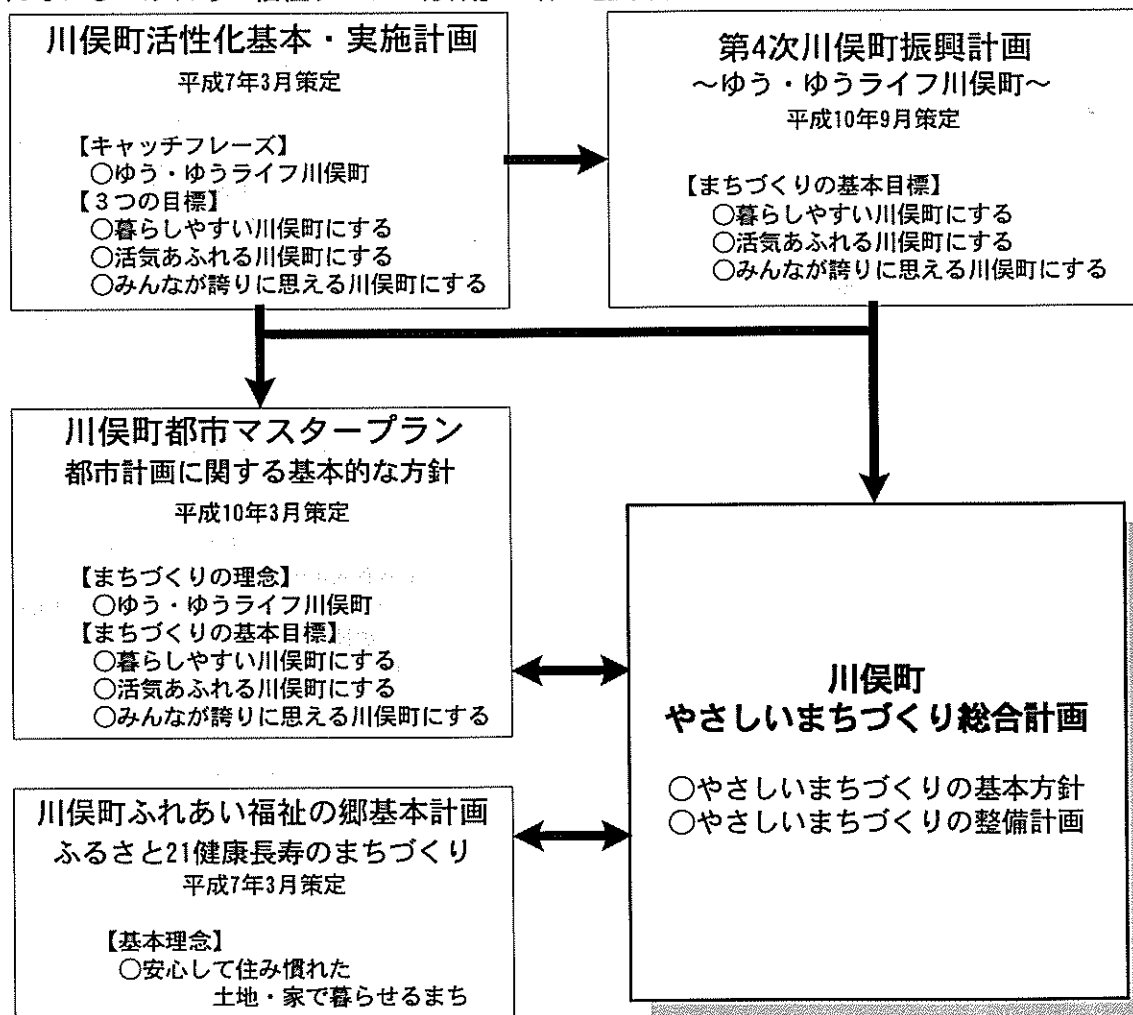 川俣町活性化基本・実施計画
平成7年3月策定
【キャッチフレーズ】
○ゆう・ゆうライフ川俣町
【3つの目標】
○暮らしやすい川俣町にする
○活気あふれる川俣町にする
○みんなが誇りに思える川俣町にする
第4次川俣町振興計画
～ゆう・ゆうライフ川俣町～
平成10年9月策定
【まちづくりの基本目標】
○暮らしやすい川俣町にする
○活気あふれる川俣町にする
○みんなが誇りに思える川俣町にする
川俣町都市マスタープラン
都市計画に関する基本的な方針
平成10年3月策定
【まちづくりの理念】
○ゆう・ゆうライフ川俣町
【まちづくりの基本目標】
○暮らしやすい川俣町にする
○活気あふれる川俣町にする
○みんなが誇りに思える川俣町にする
川俣町
やさしいまちづくり総合計画
○やさしいまちづくりの基本方針
○やさしいまちづくりの整備計画
川俣町ふれあい福祉の郷基本計画
ふるさと21健康長寿のまちづくり
平成7年3月策定
【基本理念】
○安心して住み慣れた
土地・家で暮らせるまち